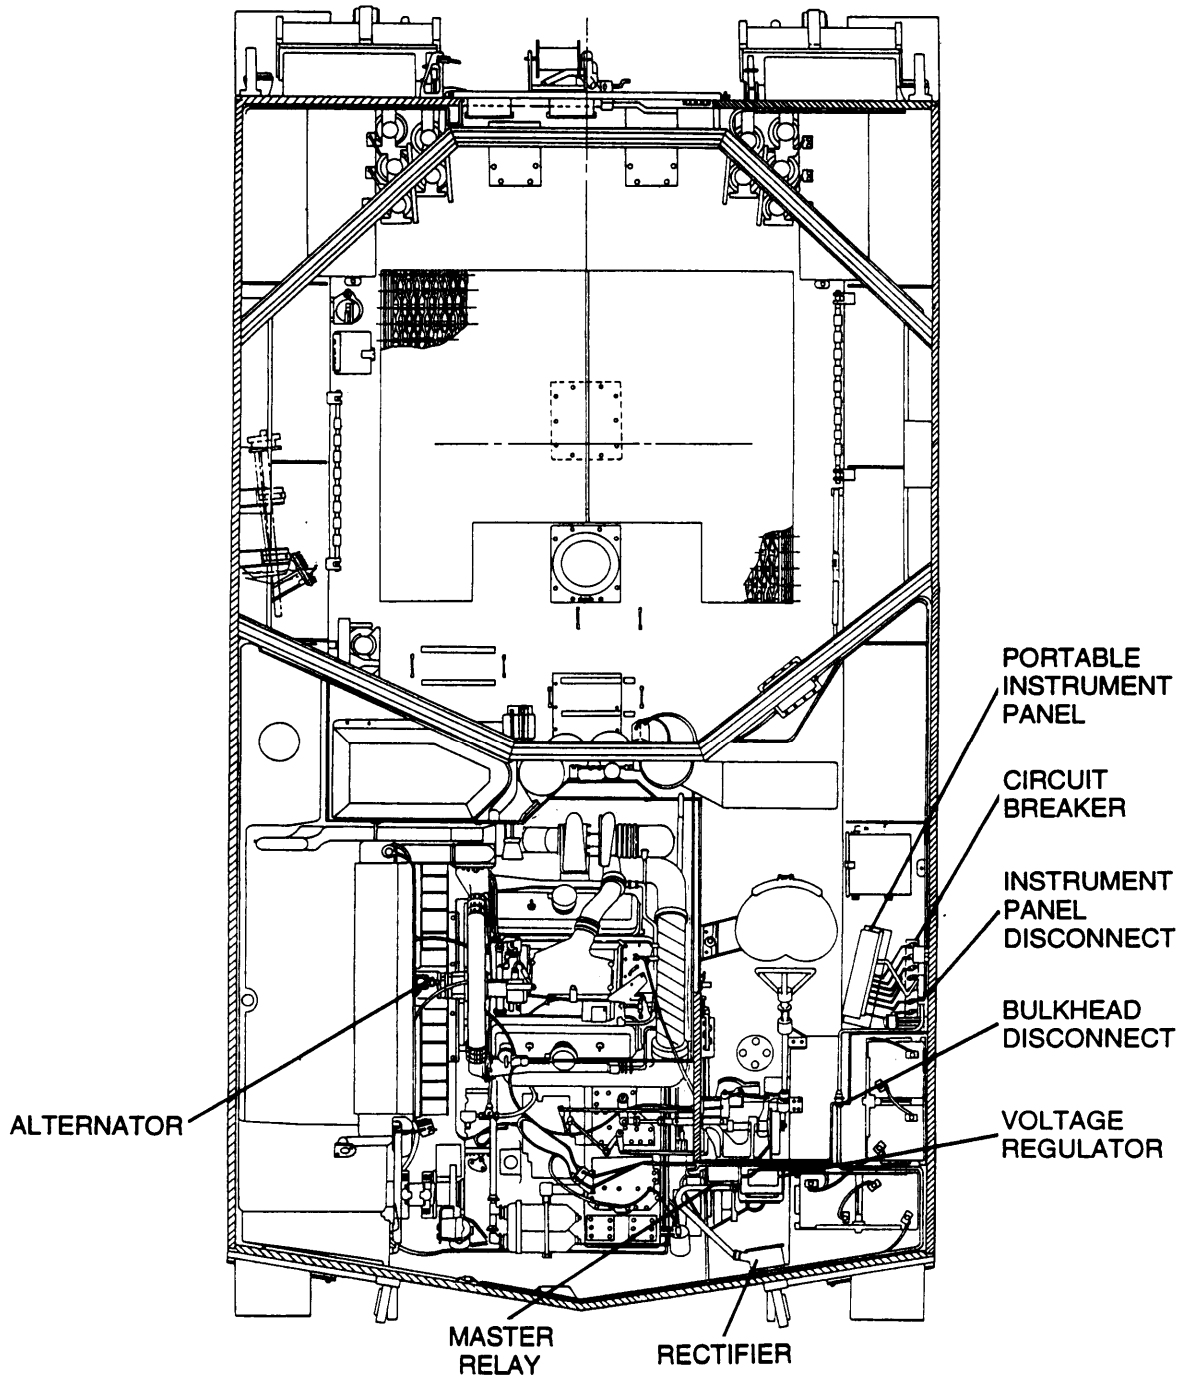 PORTABLE
INSTRUMENT
PANEL
CIRCUIT
BREAKER
INSTRUMENT
PANEL
DISCONNECT
BULKHEAD
DISCONNECT
ALTERNATOR
VOLTAGE
REGULATOR
MASTER
RELAY
RECTIFIER